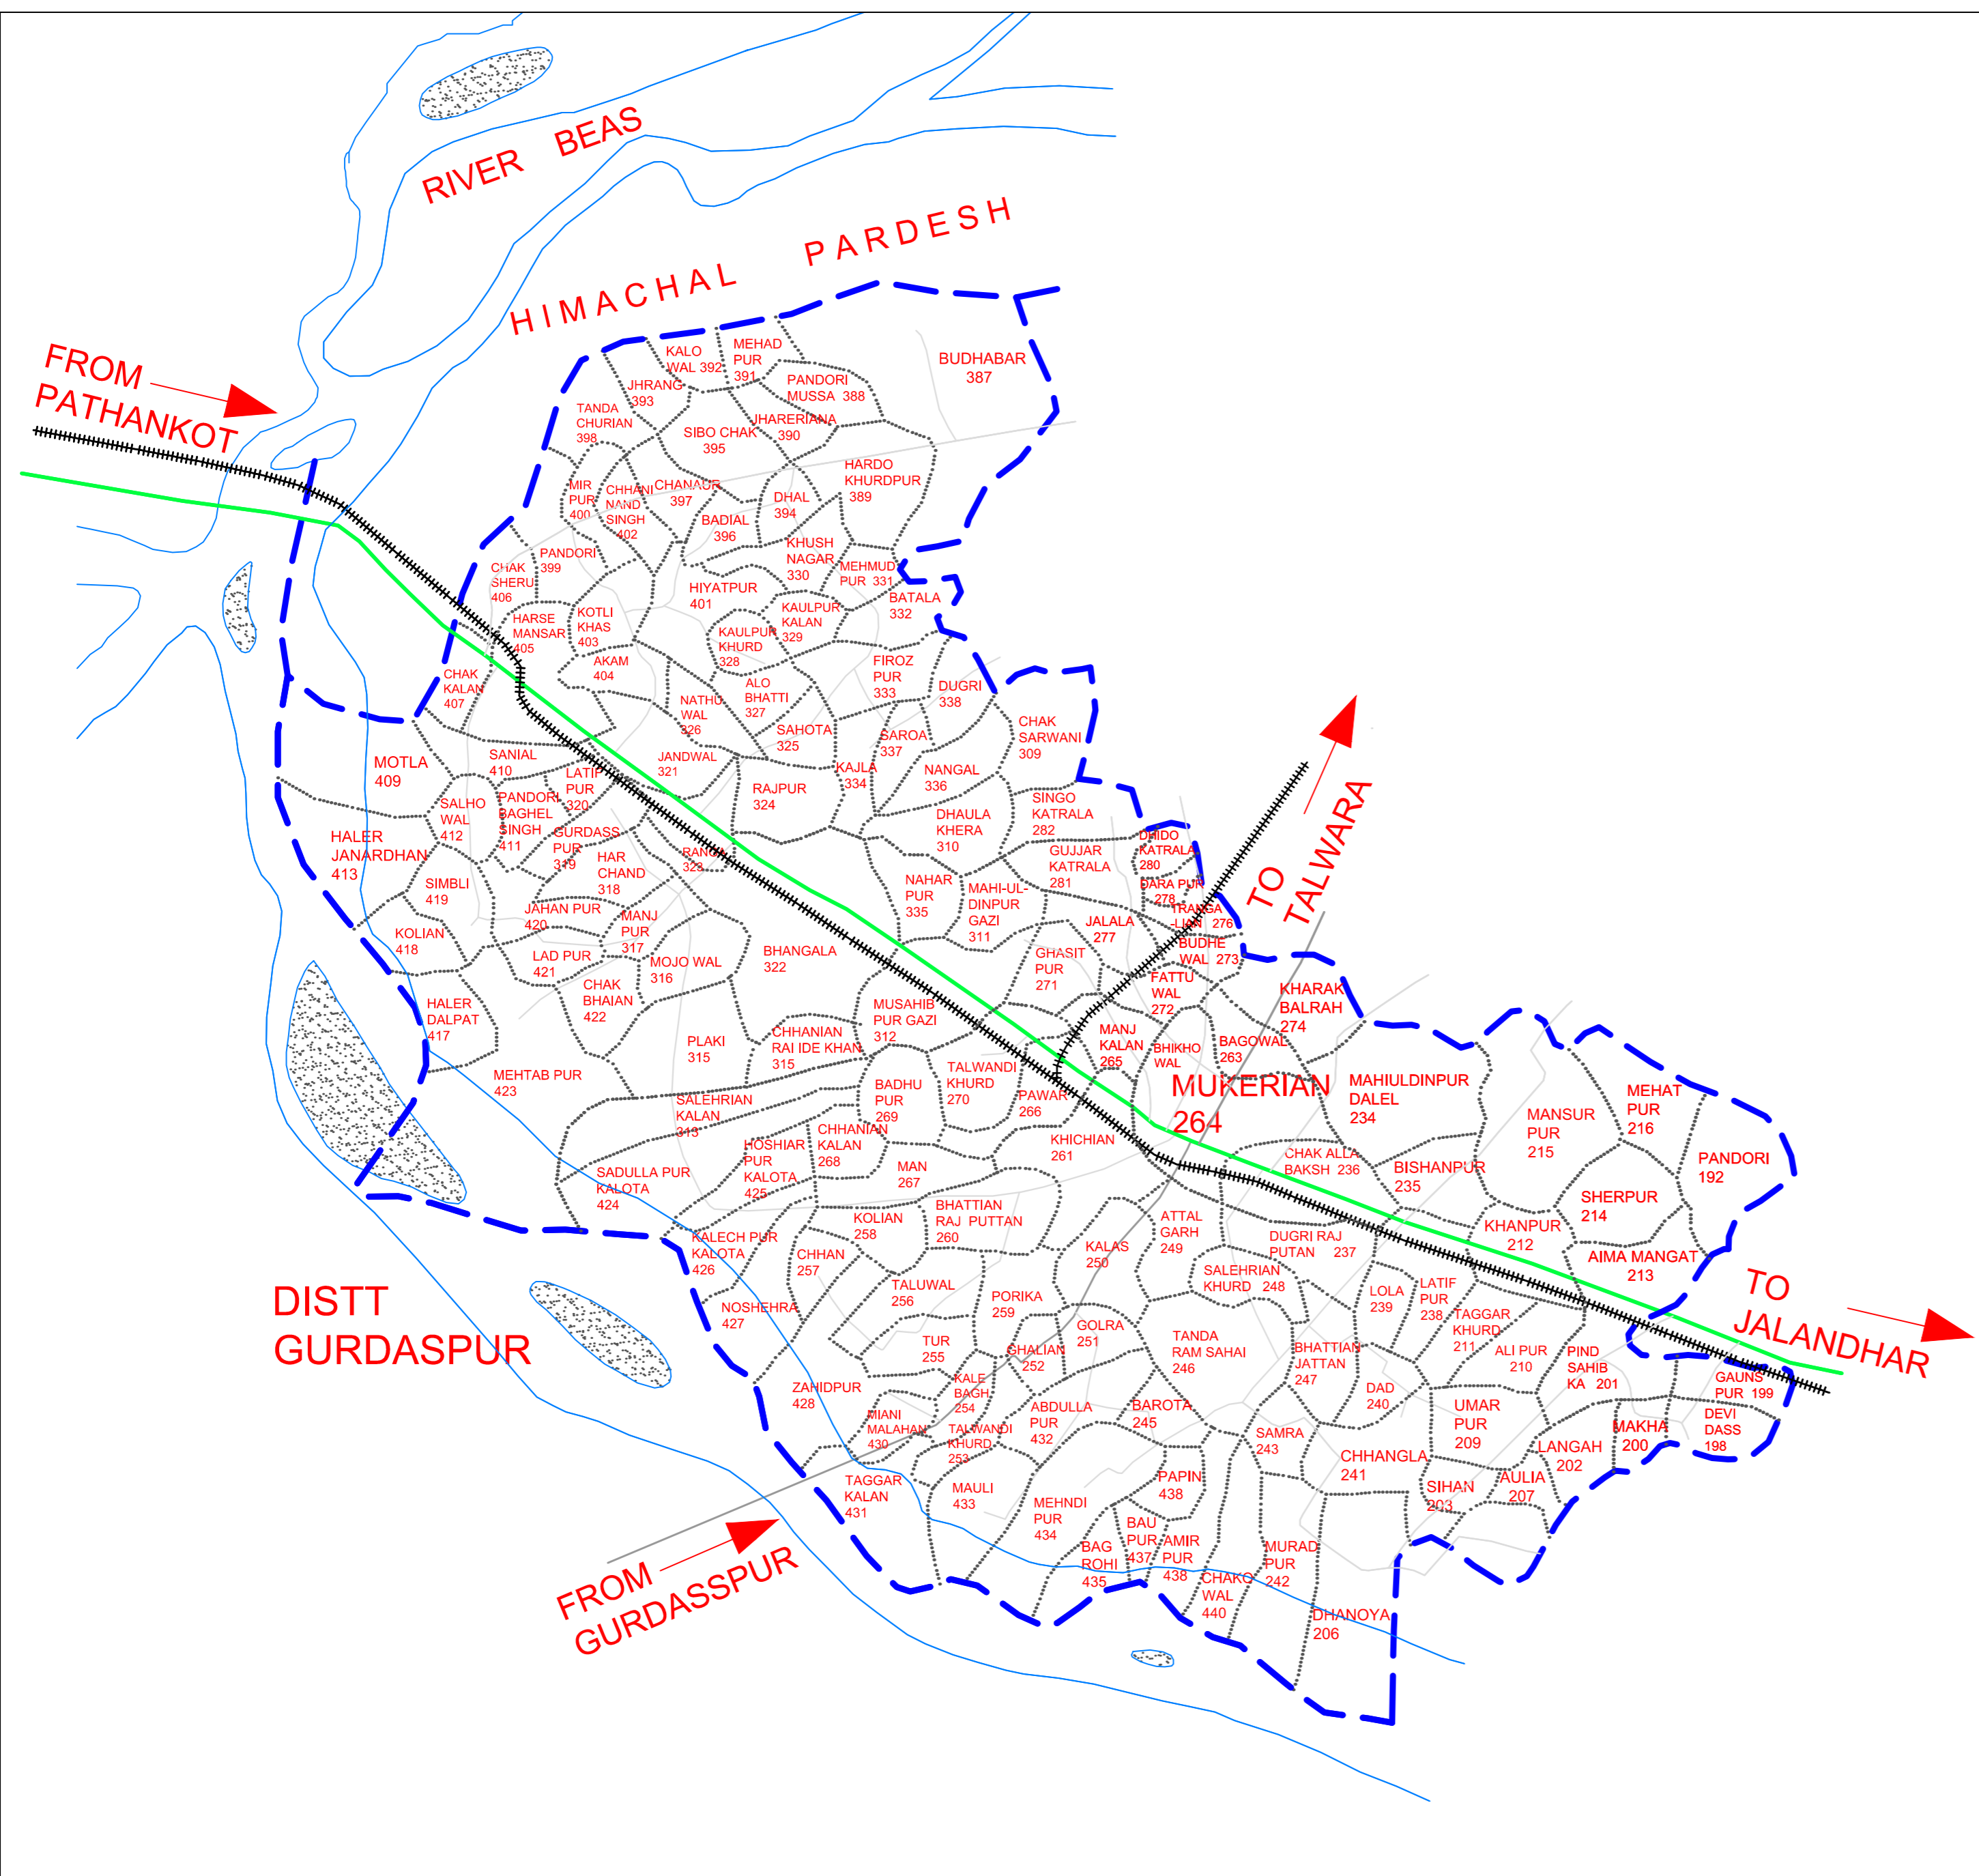 RIVER BEAS
HIMACHAL PARDESH
FROM
PATHANKOT
KALO
WAL 392
MEHAD
PUR
391
BUDHABAR
387
JHRANG
393
PANDORI
MUSSA 388
TANDA
CHURIAN
398
SIBO CHAK
395
JHARERIANA
390
HARDO
KHURDPUR
389
MIR
PUR
400
CHHANI
NAND
SINGH
402
CHANAUR
397
DHAL
394
BADIAL
396
PANDORI
399
KHUSH
NAGAR
330
MEHMUD
PUR 331
CHAK
SHERU
406
HIYATPUR
401
BATALA
332
HARSE
MANSAR
405
KOTLI
KHAS
403
KAULPUR
KALAN
329
KAULPUR
KHURD
328
AKAM
404
FIROZ
PUR
333
CHAK
KALAN
407
ALO
BHATTI
327
DUGRI
338
NATHU
WAL
326
SAHOTA
325
SAROA
337
CHAK
SARWANI
309
MOTLA
409
SANIAL
410
JANDWAL
321
KAJLA
334
NANGAL
336
LATIF
PUR
320
RAJPUR
324
SALHO
WAL
412
PANDORI
BAGHEL
SINGH
411
SINGO
KATRALA
282
DHAULA
KHERA
310
HALER
JANARDHAN
413
GURDASS
PUR
319
HAR
CHAND
318
RANGA
323
GUJJAR
KATRALA
281
DHIDO
KATRALA
280
SIMBLI
419
NAHAR
PUR
335
MAHI-UL-
DINPUR
GAZI
311
DARA PUR
278
TRANGA
-LIAN 276
JAHAN PUR
420
MANJ
PUR
317
JALALA
277
KOLIAN
418
BUDHE
WAL 273
LAD PUR
421
MOJO WAL
316
BHANGALA
322
GHASIT
PUR
271
FATTU
WAL
272
TO
TALWARA
CHAK
BHAIAN
422
HALER
DALPAT
417
MUSAHIB
PUR GAZI
312
KHARAK
BALRAH
274
PLAKI
315
CHHANIAN
RAI IDE KHAN
315
MANJ
KALAN
265
BHIKHO
WAL
BAGOWAL
263
MEHTAB PUR
423
BADHU
PUR
269
TALWANDI
KHURD
270
PAWAR
266
MUKERIAN
264
MAHIULDINPUR
DALEL
234
MANSUR
PUR
215
MEHAT
PUR
216
SALEHRIAN
KALAN
313
HOSHIAR
PUR
KALOTA
425
CHHANIAN
KALAN
268
KHICHIAN
261
CHAK ALLA
BAKSH 236
BISHANPUR
235
PANDORI
192
SADULLA PUR
KALOTA
424
MAN
267
SHERPUR
214
KOLIAN
258
BHATTIAN
RAJ PUTTAN
260
ATTAL
GARH
249
KHANPUR
212
KALECH PUR
KALOTA
426
CHHAN
257
KALAS
250
DUGRI RAJ
PUTAN 237
AIMA MANGAT
213
SALEHRIAN
KHURD 248
TALUWAL
256
PORIKA
259
LOLA
239
LATIF
PUR
238
DISTT
GURDASPUR
NOSHEHRA
427
GOLRA
251
TAGGAR
KHURD
211
TO
JALANDHAR
TUR
255
GHALIAN
252
TANDA
RAM SAHAI
246
BHATTIAN
JATTAN
247
ALI PUR
210
PIND
SAHIB
KA 201
ZAHIDPUR
428
KALE
BAGH
254
DAD
240
GAUNS
PUR 199
ABDULLA
PUR
432
BAROTA
245
UMAR
PUR
209
MIANI
MALAHAN
430
TALWANDI
KHURD
253
SAMRA
243
MAKHA
200
DEVI
DASS
198
CHHANGLA
241
LANGAH
202
TAGGAR
KALAN
431
MAULI
433
PAPIN
438
SIHAN
203
AULIA
207
MEHNDI
PUR
434
BAU
PUR
437
AMIR
PUR
438
BAG
ROHI
435
MURAD
PUR
242
CHAKO
WAL
440
DHANOYA
206
FROM
GURDASSPUR